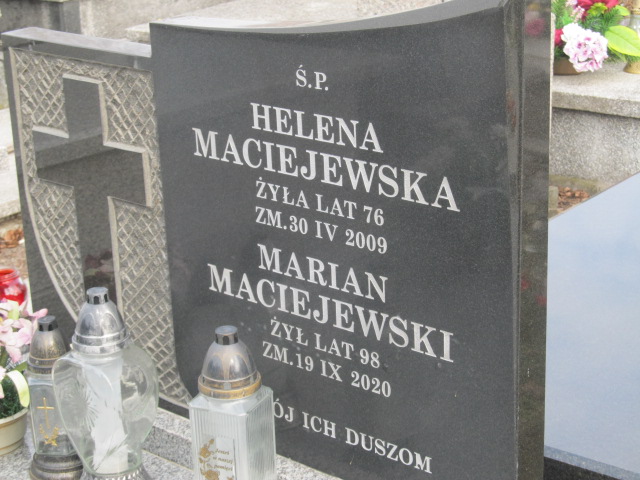 Ś.P.
HELENA
MACIEJEWSKA
ŻYŁA LAT 76
ZM.30 IV 2009
MARIAN
MACIEJEWSKI
ŻYŁ LAT 98
ZM.19 IX 2020
ÓJ ICH DUSZOM